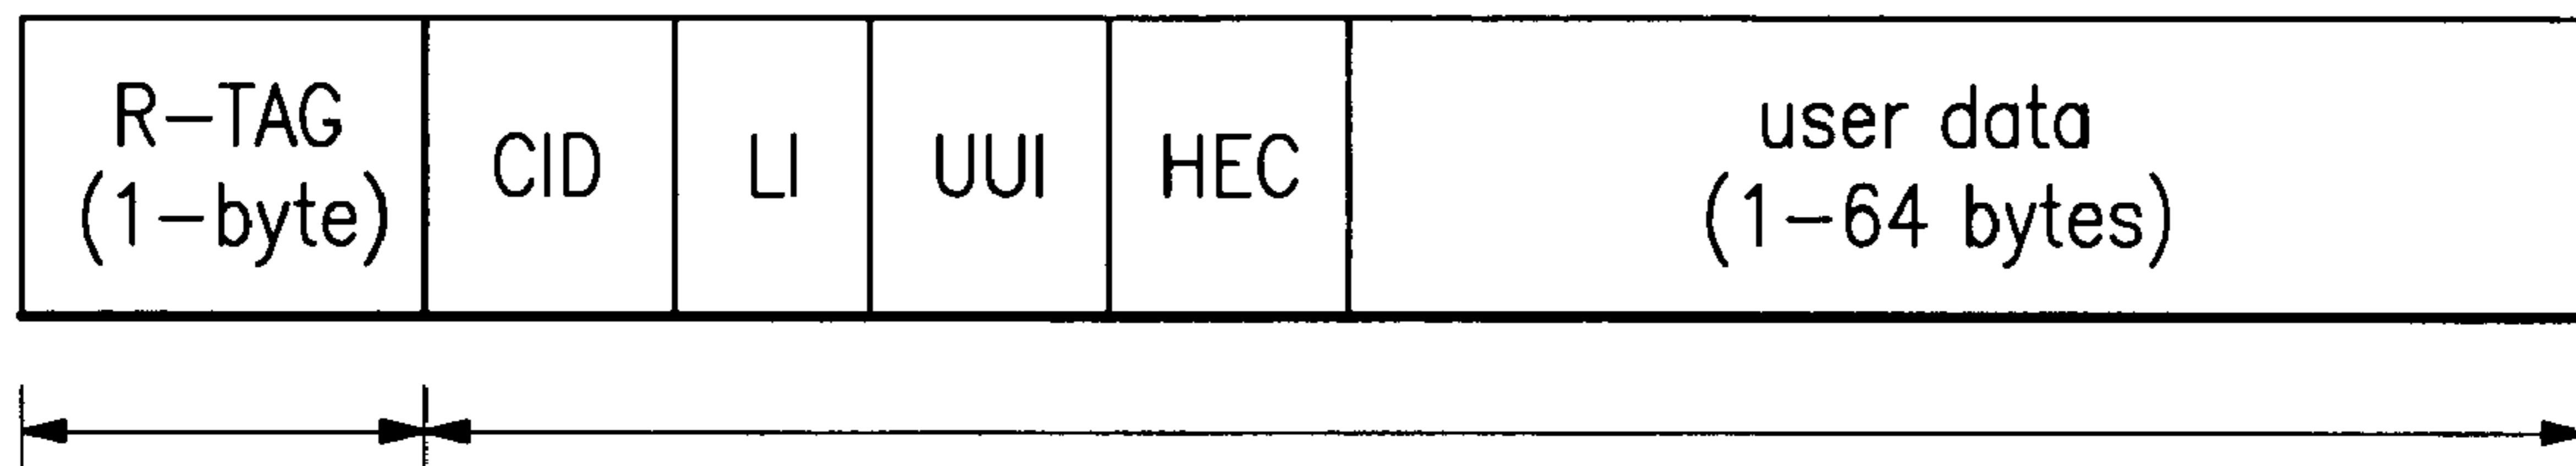 R-TAG
(1-byte)
CID
LI
UUI
HEC
user data
(1-64 bytes)